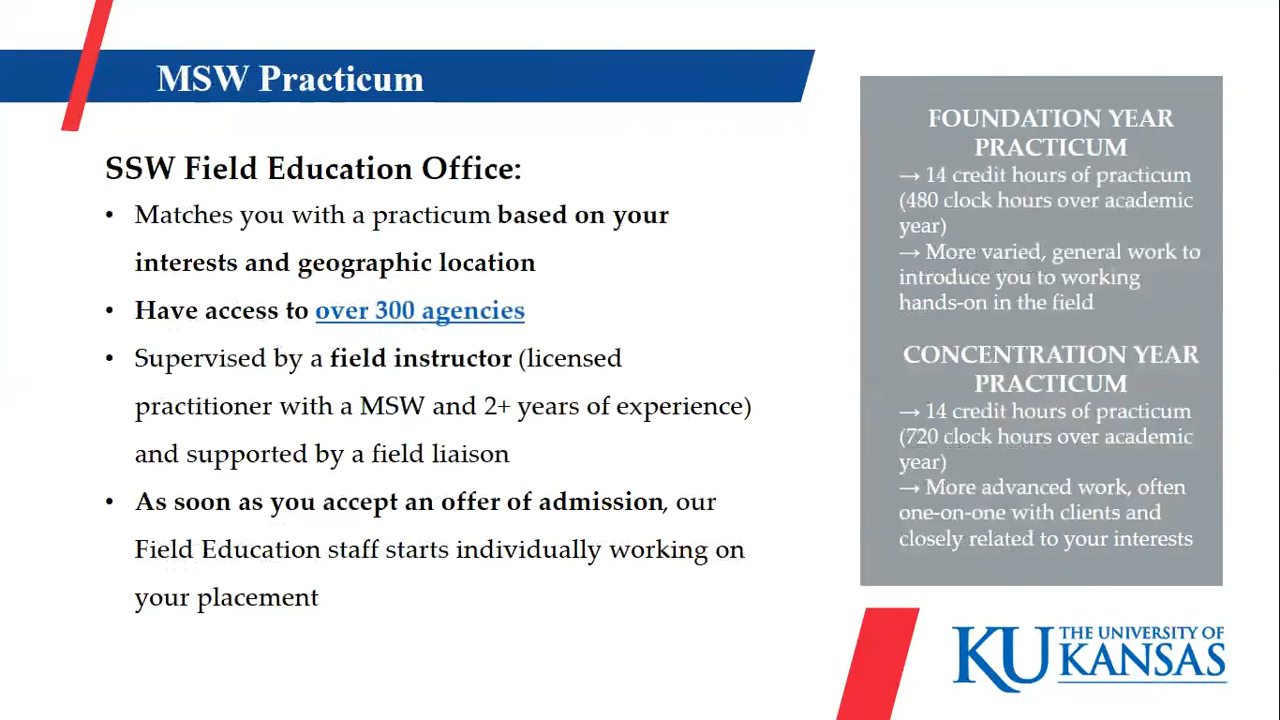 MSW Practicum
SSW Field Education Office:
• Matches you with a practicum based on your
interests and geographic location
• Have access to over 300 agencies
• Supervised by a field instructor (licensed
practitioner with a MSW and 2+ years of experience)
and supported by a field liaison
• As soon as you accept an offer of admission, our
Field Education staff starts individually working on
your placement
FOUNDATION YEAR
PRACTICUM
→ 14 credit hours of practicum
(480 clock hours over academic
year)
→ More varied, general work to
introduce you to working
hands-on in the field
CONCENTRATION YEAR
PRACTICUM
→ 14 credit hours of practicum
(720 clock hours over academic
year)
→ More advanced work, often
one-on-one with clients and
closely related to your interests
KU THE UNIVERSITY OF
KANSAS